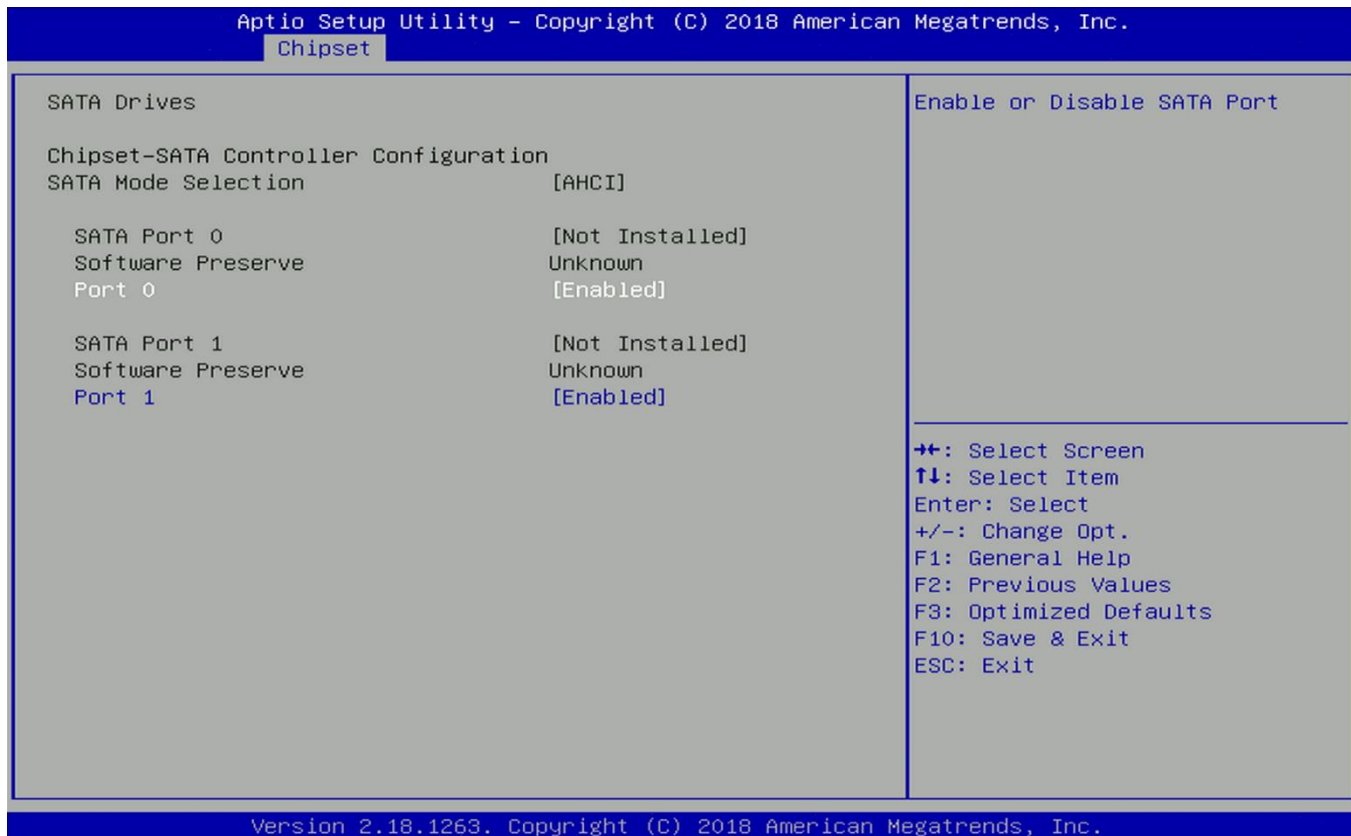 Aptio Setup Utility – Copyright (C) 2018 American Megatrends, Inc.
Chipset
SATA Drives
Chipset-SATA Controller Configuration
SATA Mode Selection [AHCI]
SATA Port 0 [Not Installed]
Software Preserve Unknown
Port 0 [Enabled]
SATA Port 1 [Not Installed]
Software Preserve Unknown
Port 1 [Enabled]
Enable or Disable SATA Port
→←: Select Screen
↑↓: Select Item
Enter: Select
+/-: Change Opt.
F1: General Help
F2: Previous Values
F3: Optimized Defaults
F10: Save & Exit
ESC: Exit
Version 2.18.1263. Copyright (C) 2018 American Megatrends, Inc.